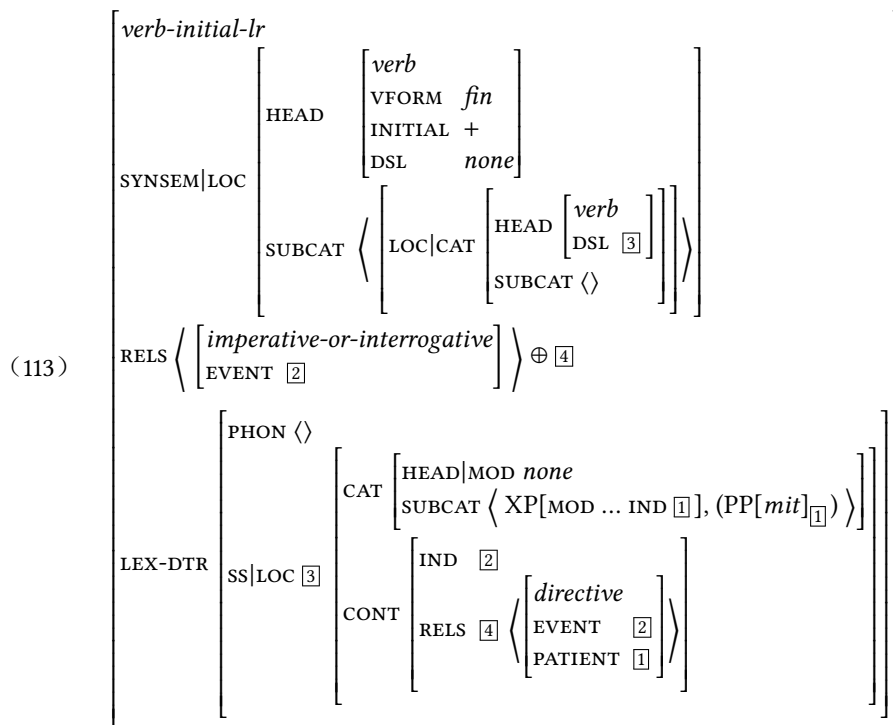 verb-initial-lr
verb
VFORM fin
HEAD
INITIAL +
DSL none
SYNSEM|LOC
HEAD [verb
DSL 3]
SUBCAT ⟨ [LOC|CAT
SUBCAT ⟨⟩
(113) RELS ⟨ [imperative-or-interrogative
EVENT 2] ⟩ ⊕ 4
PHON ⟨⟩
CAT [HEAD|MOD none
SUBCAT ⟨ XP[MOD … IND 1], (PP[mit]1) ⟩]
LEX-DTR
SS|LOC 3
IND 2
directive
CONT
RELS 4 ⟨ EVENT 2
PATIENT 1 ⟩